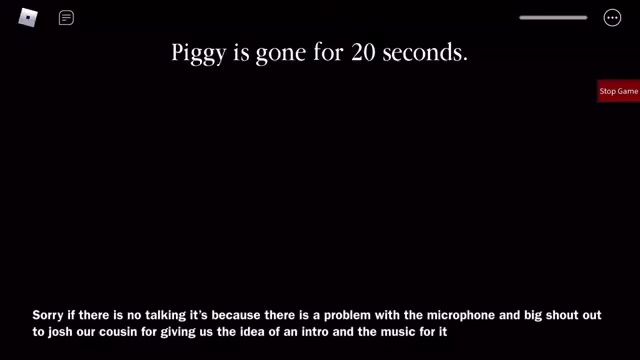 Piggy is gone for 20 seconds.
Stop Game
Sorry if there is no talking it's because there is a problem with the microphone and big shout out
to josh our cousin for giving us the idea of an intro and the music for it